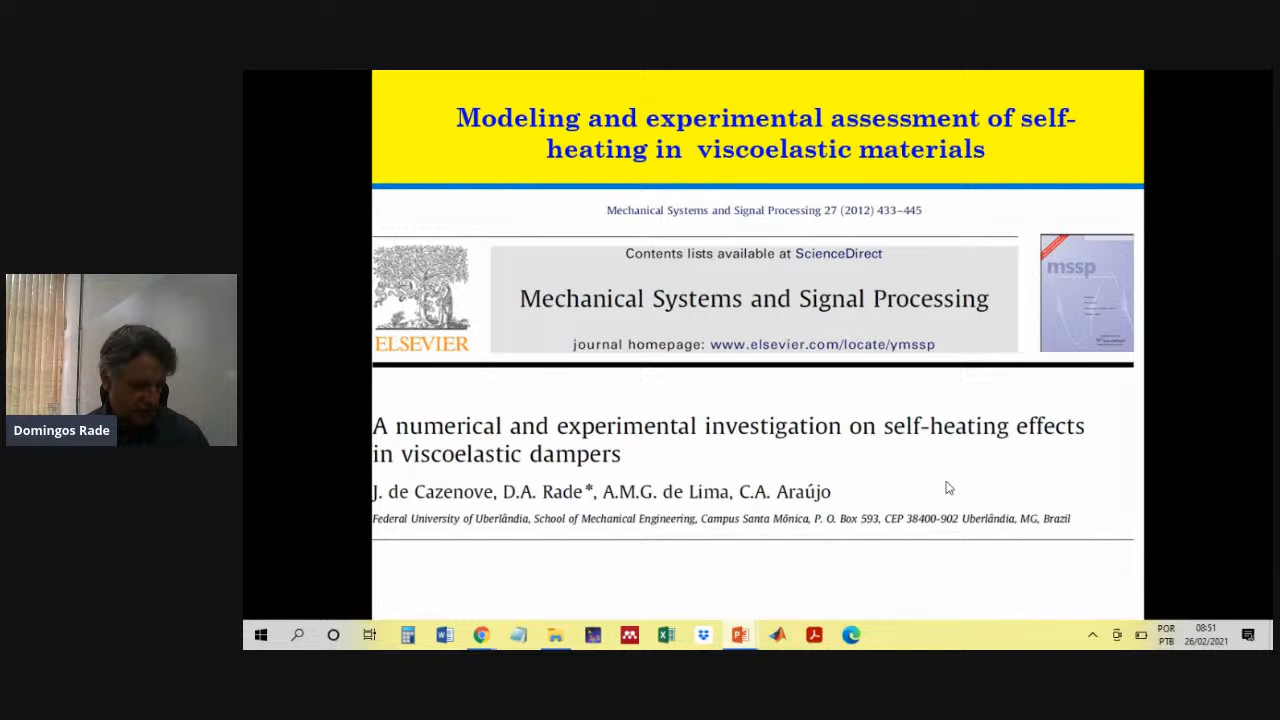 Modeling and experimental assessment of self-
heating in viscoelastic materials
Mechanical Systems and Signal Processing 27 (2012) 433–445
Contents lists available at ScienceDirect
Mechanical Systems and Signal Processing
journal homepage: www.elsevier.com/locate/ymssp
ELSEVIER
mssp
A numerical and experimental investigation on self-heating effects
in viscoelastic dampers
J. de Cazenove, D.A. Rade*, A.M.G. de Lima, C.A. Araújo
Federal University of Uberlândia, School of Mechanical Engineering, Campus Santa Mônica, P. O. Box 593, CEP 38400-902 Uberlândia, MG, Brazil
Domingos Rade
POR
PTB
08:51
26/02/2021